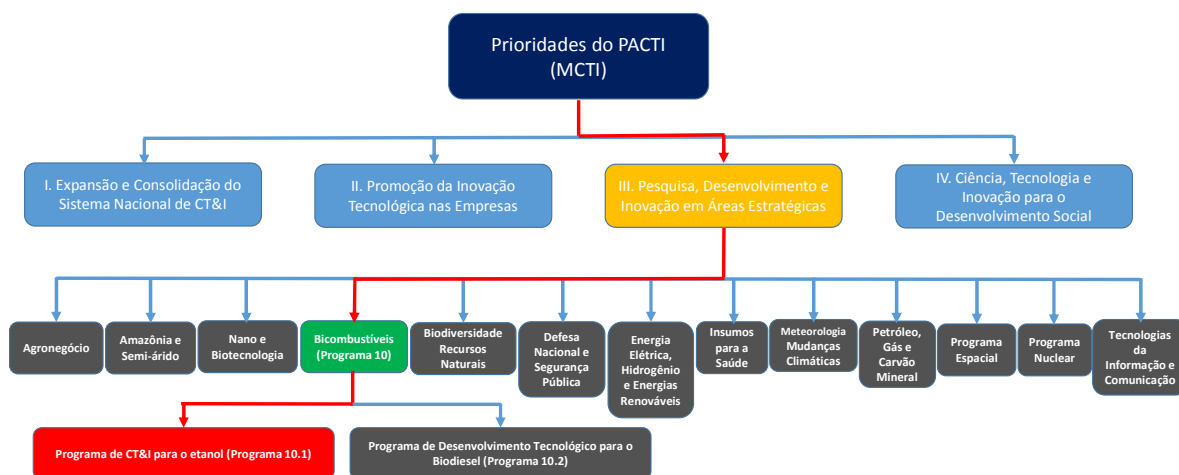 Prioridades do PACTI
(MCTI)
I. Expansão e Consolidação do
Sistema Nacional de CT&I
II. Promoção da Inovação
Tecnológica nas Empresas
III. Pesquisa, Desenvolvimento e
Inovação em Áreas Estratégicas
IV. Ciência, Tecnologia e
Inovação para o
Desenvolvimento Social
Agronegócio
Amazônia e
Semi-árido
Nano e
Biotecnologia
Bicombustíveis
(Programa 10)
Biodiversidade
Recursos
Naturais
Defesa
Nacional e
Segurança
Pública
Energia
Elétrica,
Hidrogênio
e Energias
Renováveis
Insumos
para a
Saúde
Meteorologia
Mudanças
Climáticas
Petróleo,
Gás e
Carvão
Mineral
Programa
Espacial
Programa
Nuclear
Tecnologias
da
Informação e
Comunicação
Programa de CT&I para o etanol (Programa 10.1)
Programa de Desenvolvimento Tecnológico para o
Biodiesel (Programa 10.2)